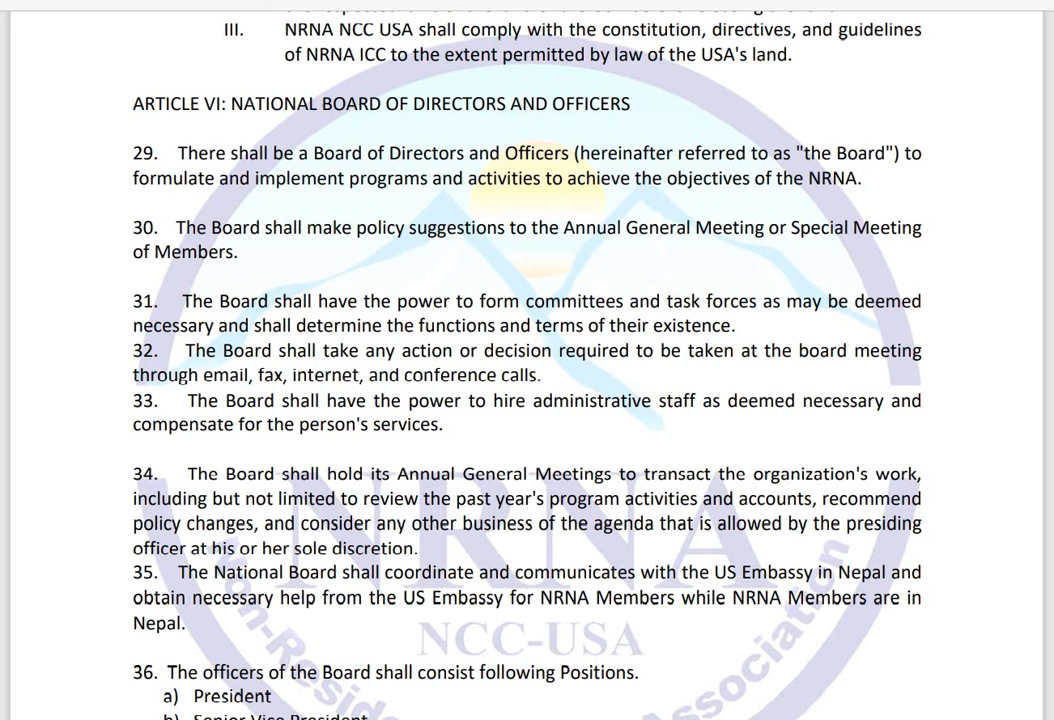 III. NRNA NCC USA shall comply with the constitution, directives, and guidelines
of NRNA ICC to the extent permitted by law of the USA's land.
ARTICLE VI: NATIONAL BOARD OF DIRECTORS AND OFFICERS
29. There shall be a Board of Directors and Officers (hereinafter referred to as "the Board") to
formulate and implement programs and activities to achieve the objectives of the NRNA.
30. The Board shall make policy suggestions to the Annual General Meeting or Special Meeting
of Members.
31. The Board shall have the power to form committees and task forces as may be deemed
necessary and shall determine the functions and terms of their existence.
32. The Board shall take any action or decision required to be taken at the board meeting
through email, fax, internet, and conference calls.
33. The Board shall have the power to hire administrative staff as deemed necessary and
compensate for the person's services.
34. The Board shall hold its Annual General Meetings to transact the organization's work,
including but not limited to review the past year's program activities and accounts, recommend
policy changes, and consider any other business of the agenda that is allowed by the presiding
officer at his or her sole discretion.
35. The National Board shall coordinate and communicates with the US Embassy in Nepal and
obtain necessary help from the US Embassy for NRNA Members while NRNA Members are in
Nepal.
36. The officers of the Board shall consist following Positions.
a) President
b) Senior Vice President
NRNA
NCC-USA
Non-Reside
Association